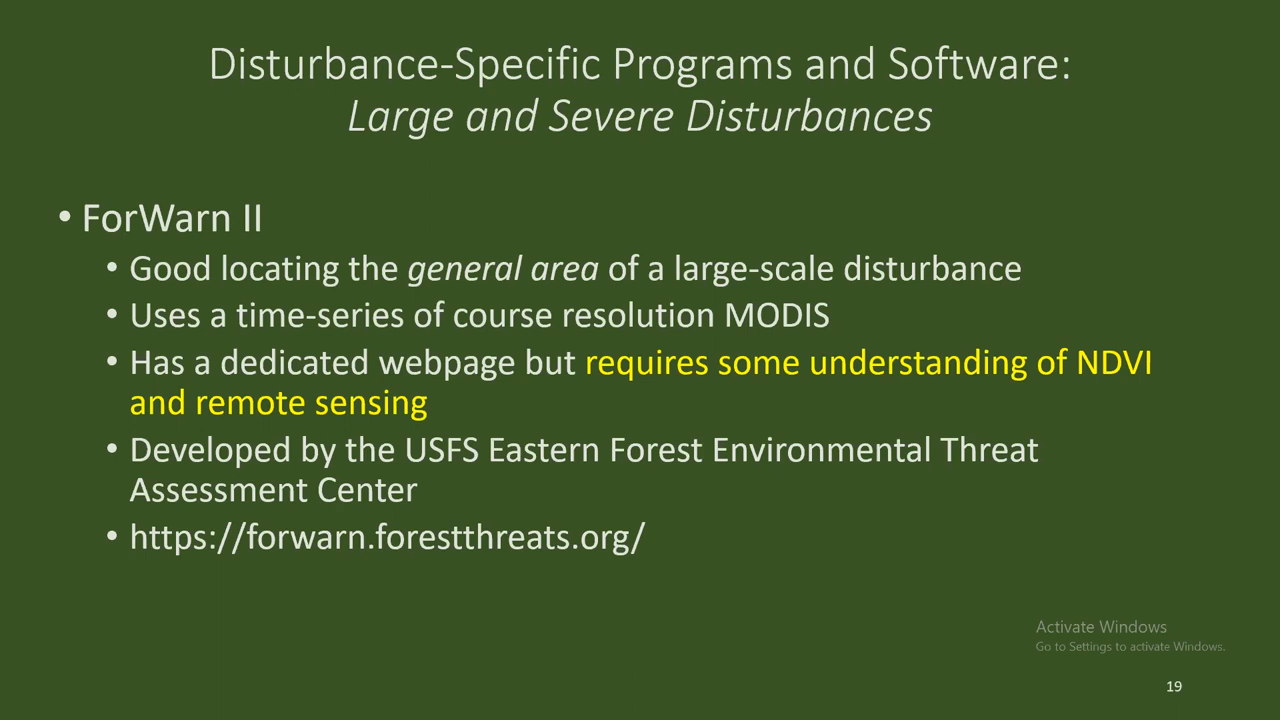 Disturbance-Specific Programs and Software:
Large and Severe Disturbances
• ForWarn II
• Good locating the general area of a large-scale disturbance
• Uses a time-series of course resolution MODIS
• Has a dedicated webpage but requires some understanding of NDVI
and remote sensing
• Developed by the USFS Eastern Forest Environmental Threat
Assessment Center
• https://forwarn.forestthreats.org/
Activate Windows
Go to Settings to activate Windows.
19